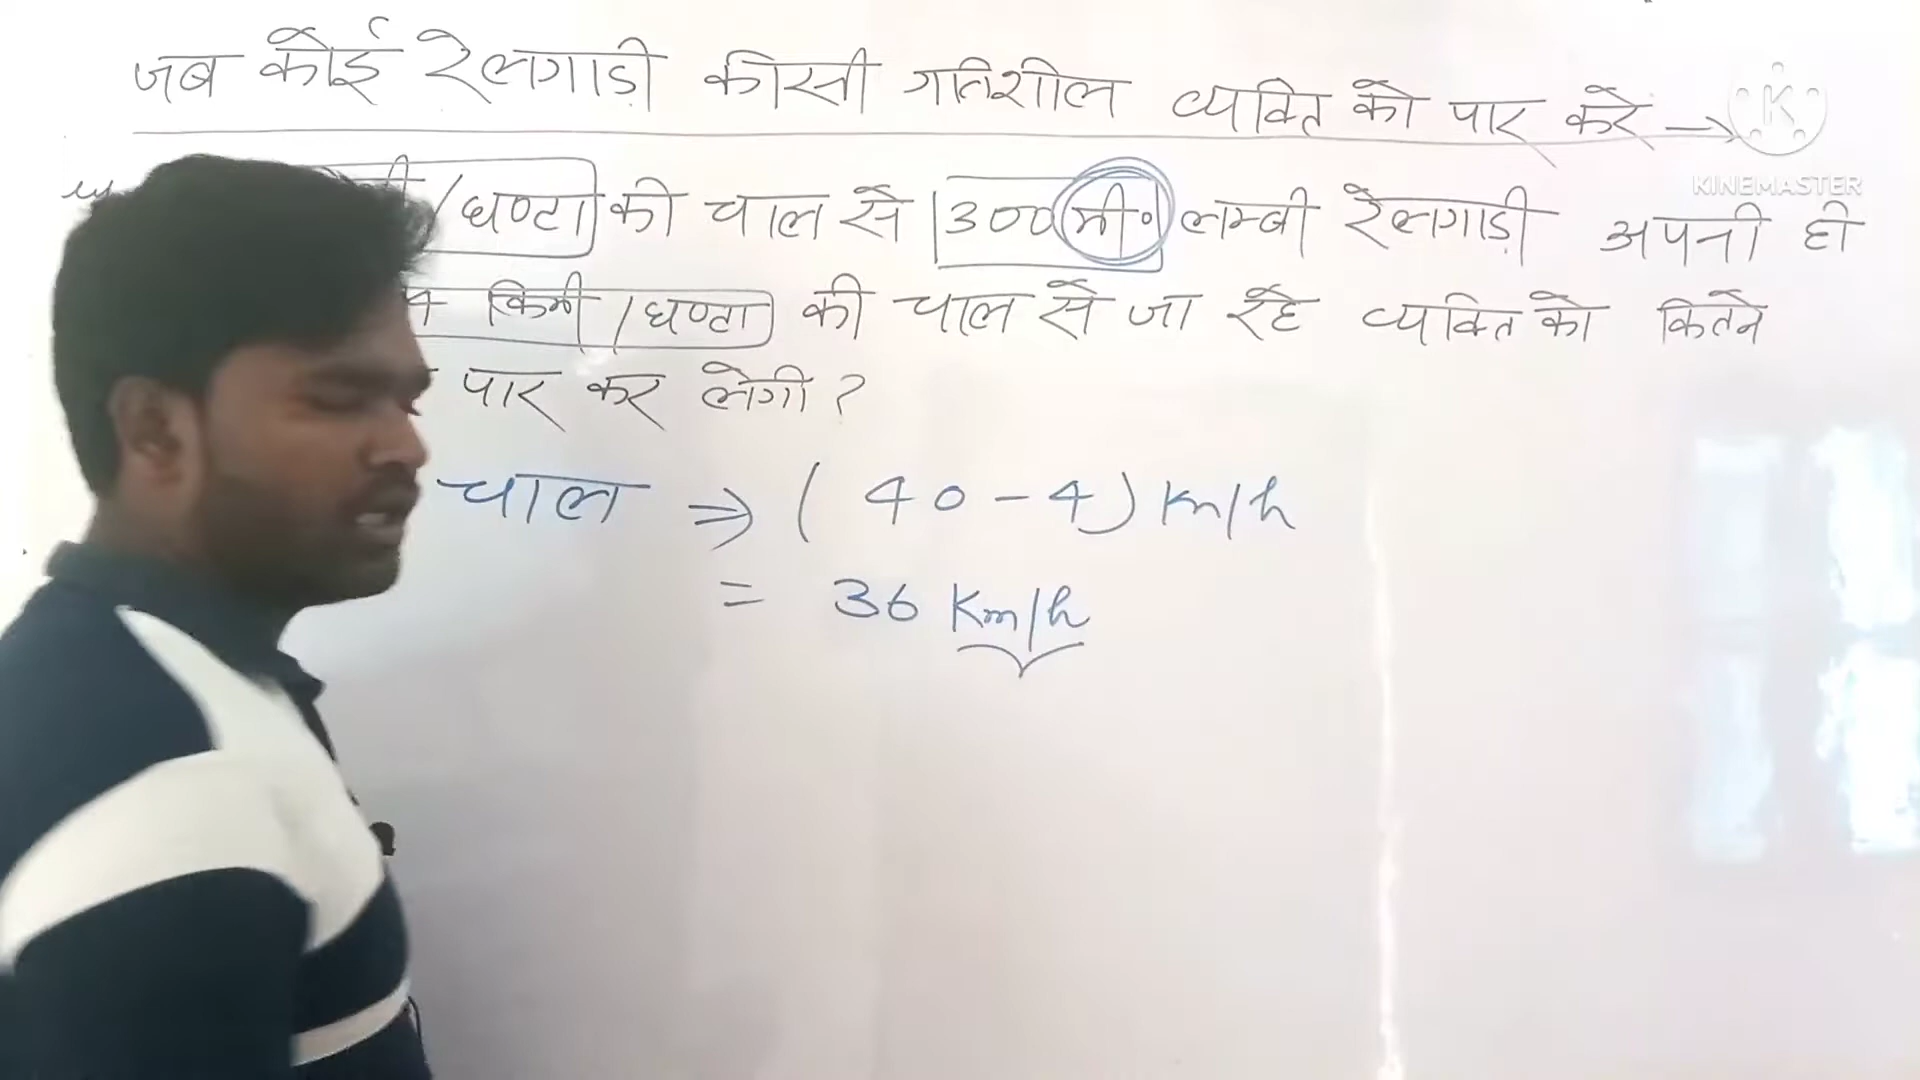 जब कोई रेलगाड़ी कीसी गतिशील व्यक्ति को पार करे →
/घण्टा की चाल से 300 मी॰ लम्बी रेलगाड़ी अपनी ही
4 किमी/घण्टा की चाल से जा रहे व्यक्ति को कितने
पार कर लेगी ?
चाल ⇒ (40-4) Km/h
= 36 Km/h
K
KINEMASTER